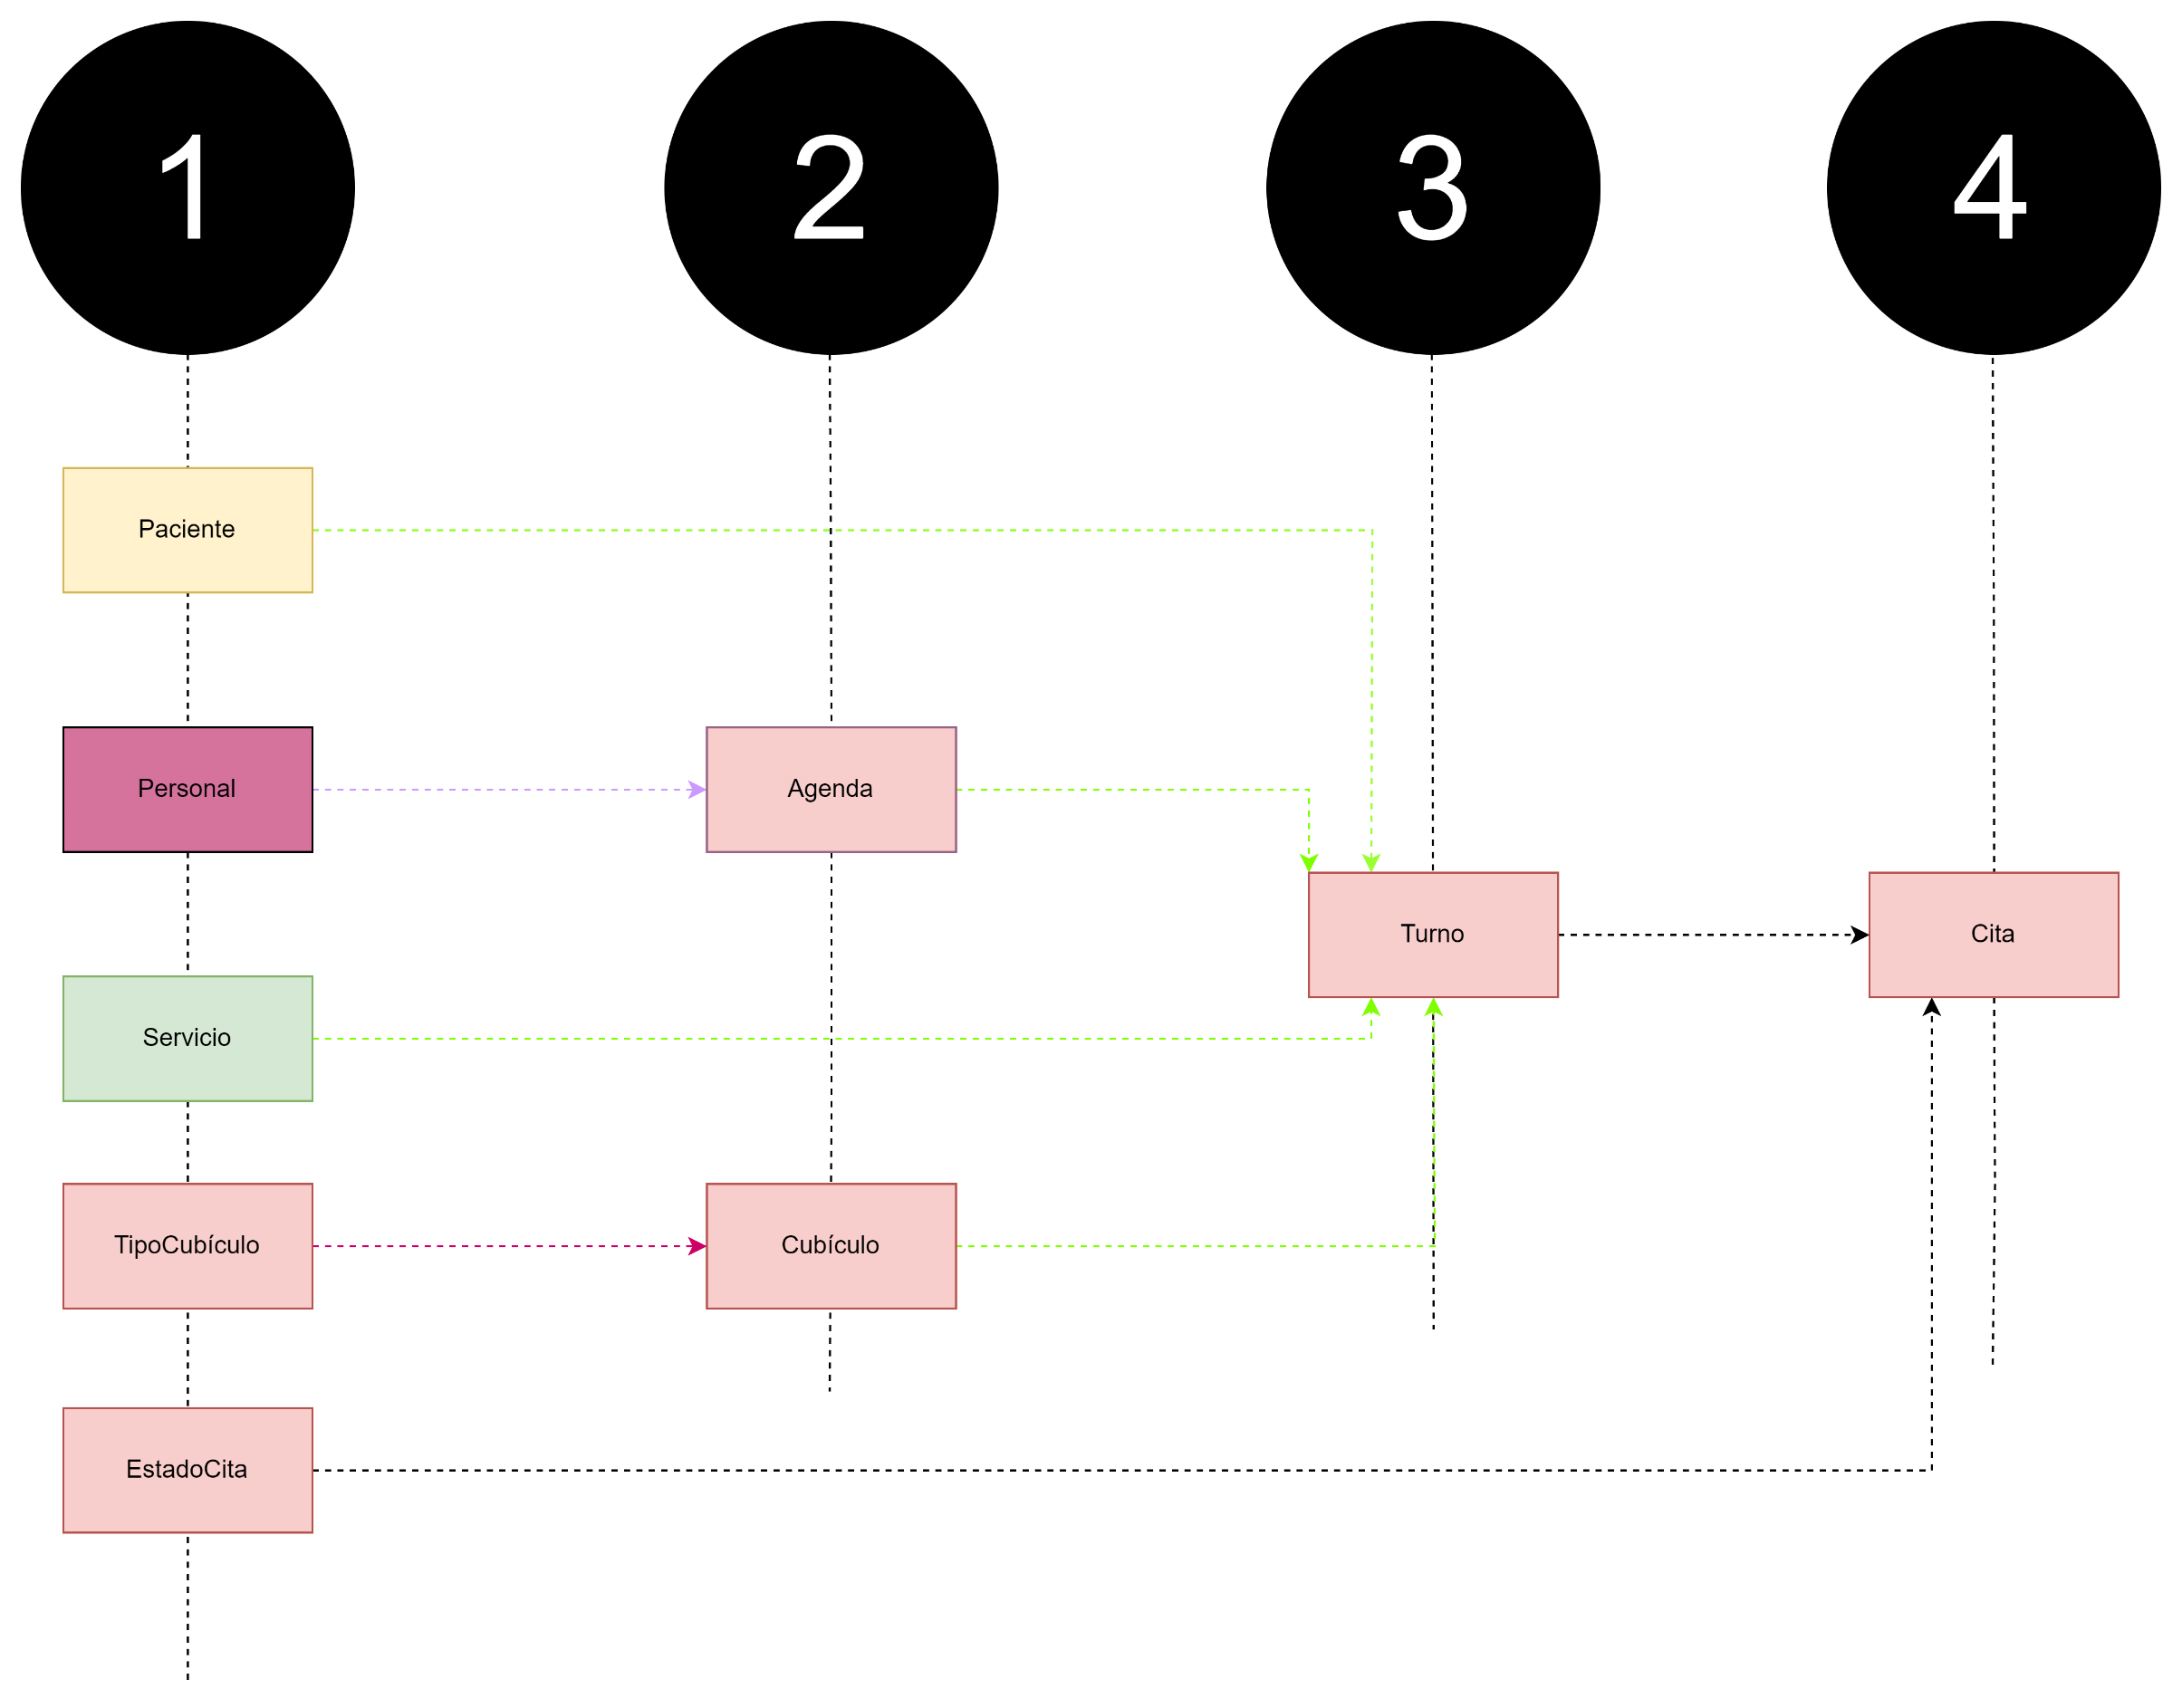 1
2
3
4
Paciente
Personal
Agenda
Turno
Cita
Servicio
TipoCubículo
Cubículo
EstadoCita